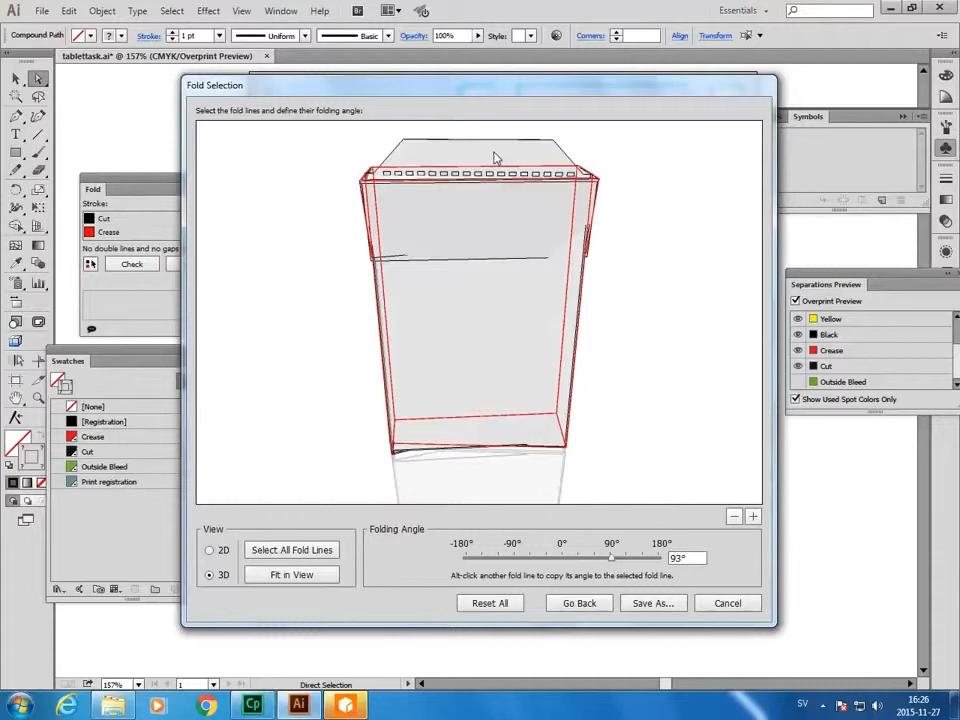 Ai File Edit Object Type Select Effect View Window Help Br Essentials
Compound Path ? Stroke: 1 pt Uniform Basic Opacity: 100% Style: Corners: Align Transform
tablettask.ai* @ 157% (CMYK/Overprint Preview) ×
Fold Selection
Select the fold lines and define their folding angle:
Symbols
Fold
Stroke:
Cut
Crease
No double lines and no gaps
Check
Swatches
[None]
[Registration]
Crease
Cut
Outside Bleed
Print registration
Separations Preview
Overprint Preview
Yellow
Black
Crease
Cut
Outside Bleed
Show Used Spot Colors Only
View
2D Select All Fold Lines
3D Fit in View
Folding Angle
-180° -90° 0° 90° 180°
93°
Alt-click another fold line to copy its angle to the selected fold line.
Reset All Go Back Save As... Cancel
157% 1 Direct Selection
Cp Ai SV 16:26
2015-11-27